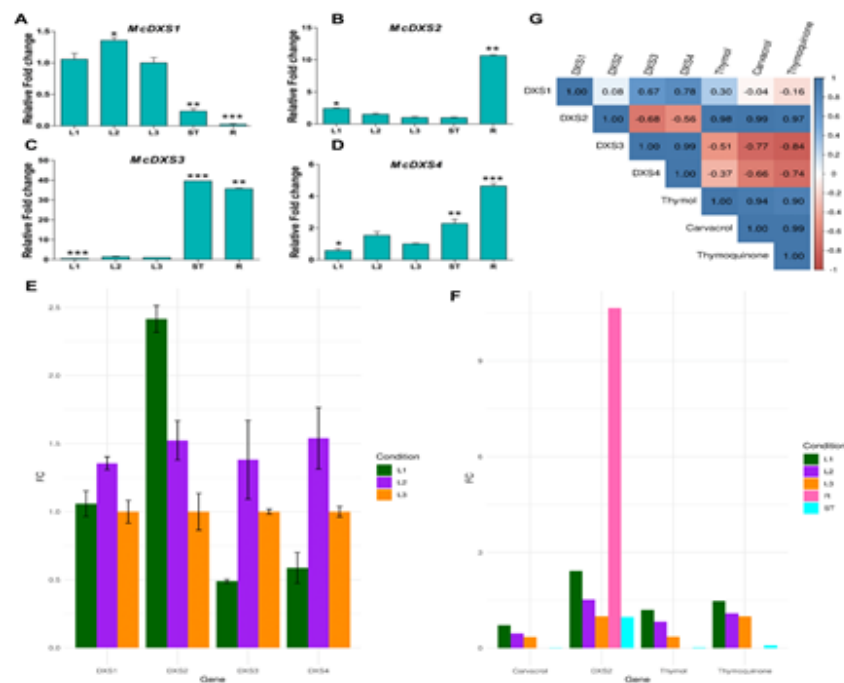 A
McDXS1
Relative Fold change
1.5
1.0
0.5
0.0
*
**
***
L1 L2 L3 ST R
B
McDXS2
Relative Fold change
15
10
5
0
*
**
L1 L2 L3 ST R
C
McDXS3
Relative Fold change
50
40
30
20
10
0
***
***
**
L1 L2 L3 ST R
D
McDXS4
Relative Fold change
6
4
2
0
*
**
***
L1 L2 L3 ST R
G
DXS1 DXS2 DXS3 DXS4 Thymol Carvacrol Thymoquinone
DXS1 1.00 0.08 0.67 0.78 0.30 -0.04 -0.16
DXS2 1.00 -0.68 -0.56 0.98 0.99 0.97
DXS3 1.00 0.99 -0.51 -0.77 -0.84
DXS4 1.00 -0.37 -0.66 -0.74
Thymol 1.00 0.94 0.90
Carvacrol 1.00 0.99
Thymoquinone 1.00
1
0.8
0.6
0.4
0.2
0
-0.2
-0.4
-0.6
-0.8
-1
E
FC
2.5
2.0
1.5
1.0
0.5
0.0
DXS1 DXS2 DXS3 DXS4
Gene
Condition
L1
L2
L3
F
FC
9
6
3
0
Carvacrol DXS2 Thymol Thymoquinone
Gene
Condition
L1
L2
L3
R
ST